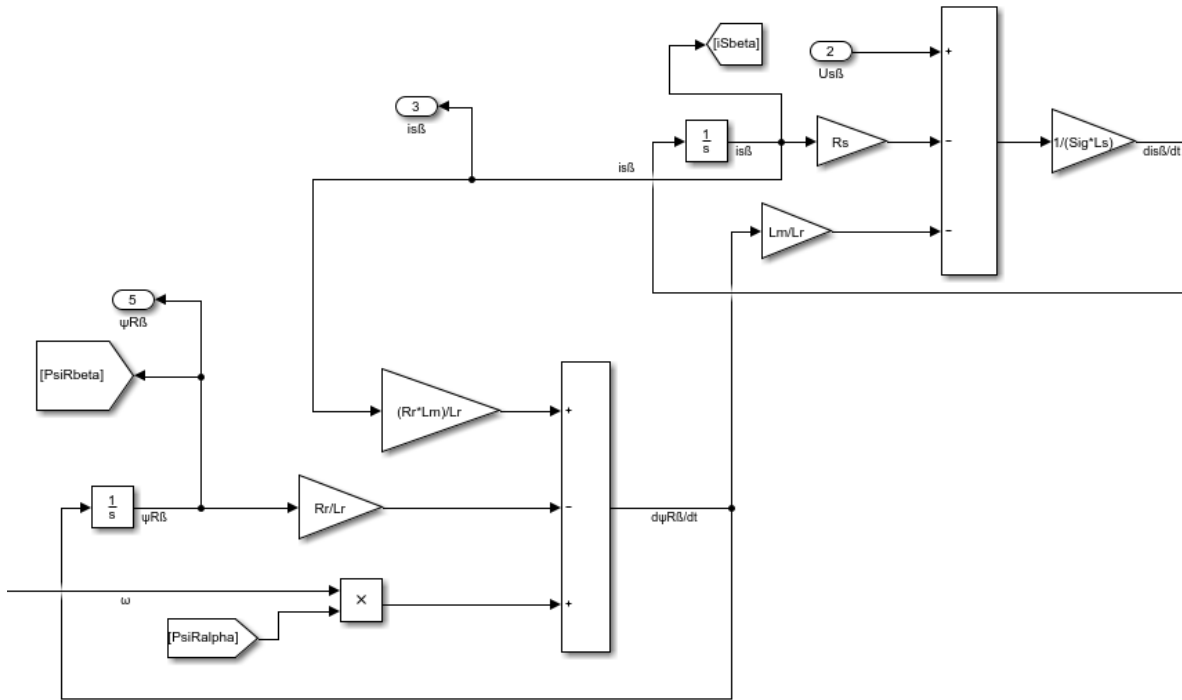 [iSbeta]
2
Usß
+
3
isß
1
s
isß
Rs
−
1/(Sig*Ls)
disß/dt
isß
Lm/Lr
−
5
ψRß
[PsiRbeta]
(Rr*Lm)/Lr
+
1
s
ψRß
Rr/Lr
−
dψRß/dt
ω
×
+
[PsiRalpha]